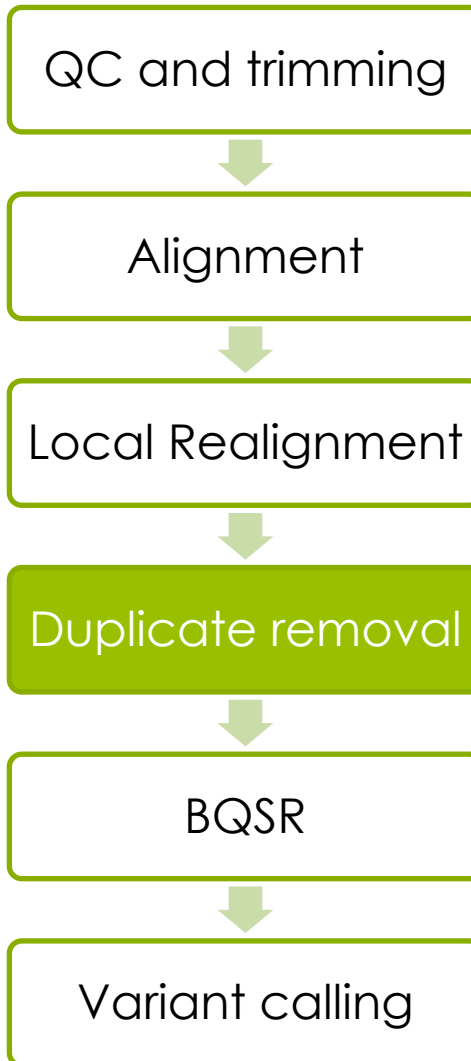 QC and trimming
Alignment
Local Realignment
Duplicate removal
BQSR
Variant calling